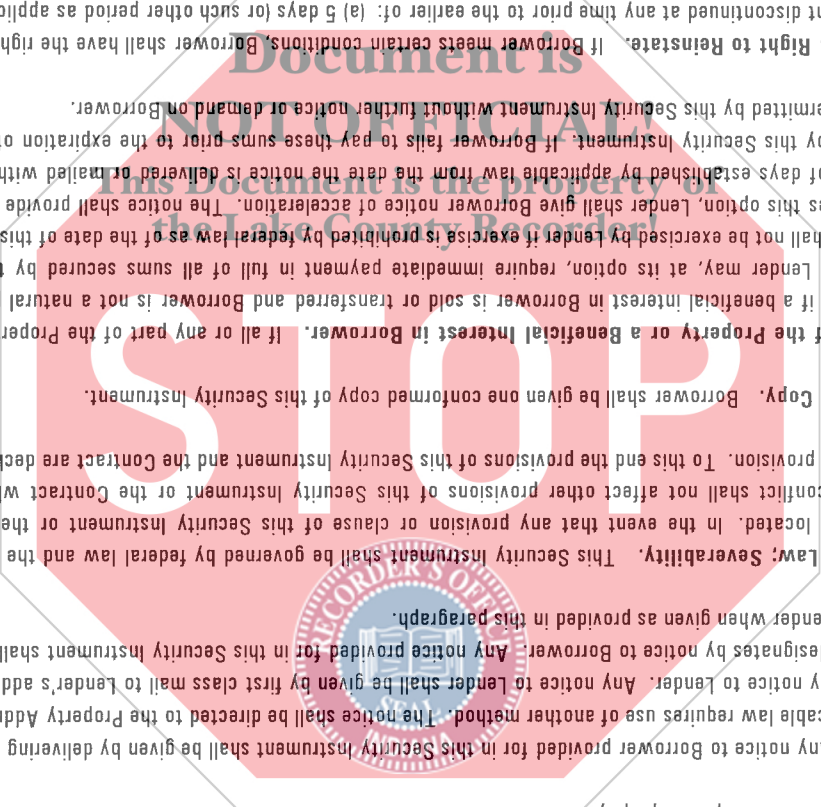 any notice to Borrower provided for in this Security Instrument shall be given by delivering
cable law requires use of another method. The notice shall be directed to the Property Addr
y notice to Lender. Any notice to Lender shall be given by first class mail to Lender's add
designates by notice to Borrower. Any notice provided for in this Security Instrument shall
ender when given as provided in this paragraph.
Law; Severability. This Security Instrument shall be governed by federal law and the
located. In the event that any provision or clause of this Security Instrument or the
conflict shall not affect other provisions of this Security Instrument or the Contract w
provision. To this end the provisions of this Security Instrument and the Contract are decl
Copy. Borrower shall be given one conformed copy of this Security Instrument.
f the Property or a Beneficial Interest in Borrower. If all or any part of the Proper
if a beneficial interest in Borrower is sold or transferred and Borrower is not a natural
Lender may, at its option, require immediate payment in full of all sums secured by t
hall not be exercised by Lender if exercise is prohibited by federal law as of the date of this
es this option, Lender shall give Borrower notice of acceleration. The notice shall provide
of days established by applicable law from the date the notice is delivered or mailed with
by this Security Instrument. If Borrower fails to pay these sums prior to the expiration o
ermitted by this Security Instrument without further notice or demand on Borrower.
Right to Reinstate. If Borrower meets certain conditions, Borrower shall have the righ
nt discontinued at any time prior to the earlier of: (a) 5 days (or such other period as applic
Document is
NOT OFFICIAL!
This Document is the property of
the Lake County Recorder!
STOP
RECORDER'S OFFICE
SEAL
INDIANA